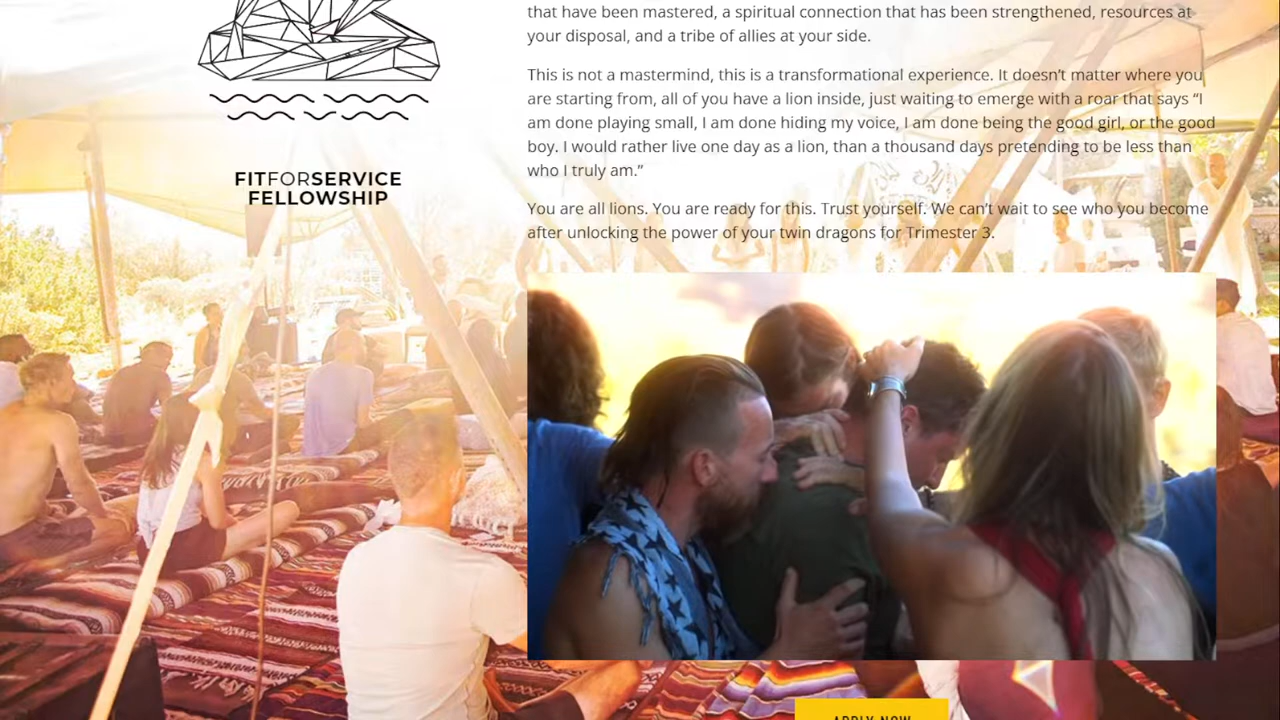 that have been mastered, a spiritual connection that has been strengthened, resources at
your disposal, and a tribe of allies at your side.
This is not a mastermind, this is a transformational experience. It doesn’t matter where you
are starting from, all of you have a lion inside, just waiting to emerge with a roar that says “I
am done playing small, I am done hiding my voice, I am done being the good girl, or the good
boy. I would rather live one day as a lion, than a thousand days pretending to be less than
who I truly am.”
You are all lions. You are ready for this. Trust yourself. We can’t wait to see who you become
after unlocking the power of your twin dragons for Trimester 3.
FITFORSERVICE
FELLOWSHIP
APPLY NOW